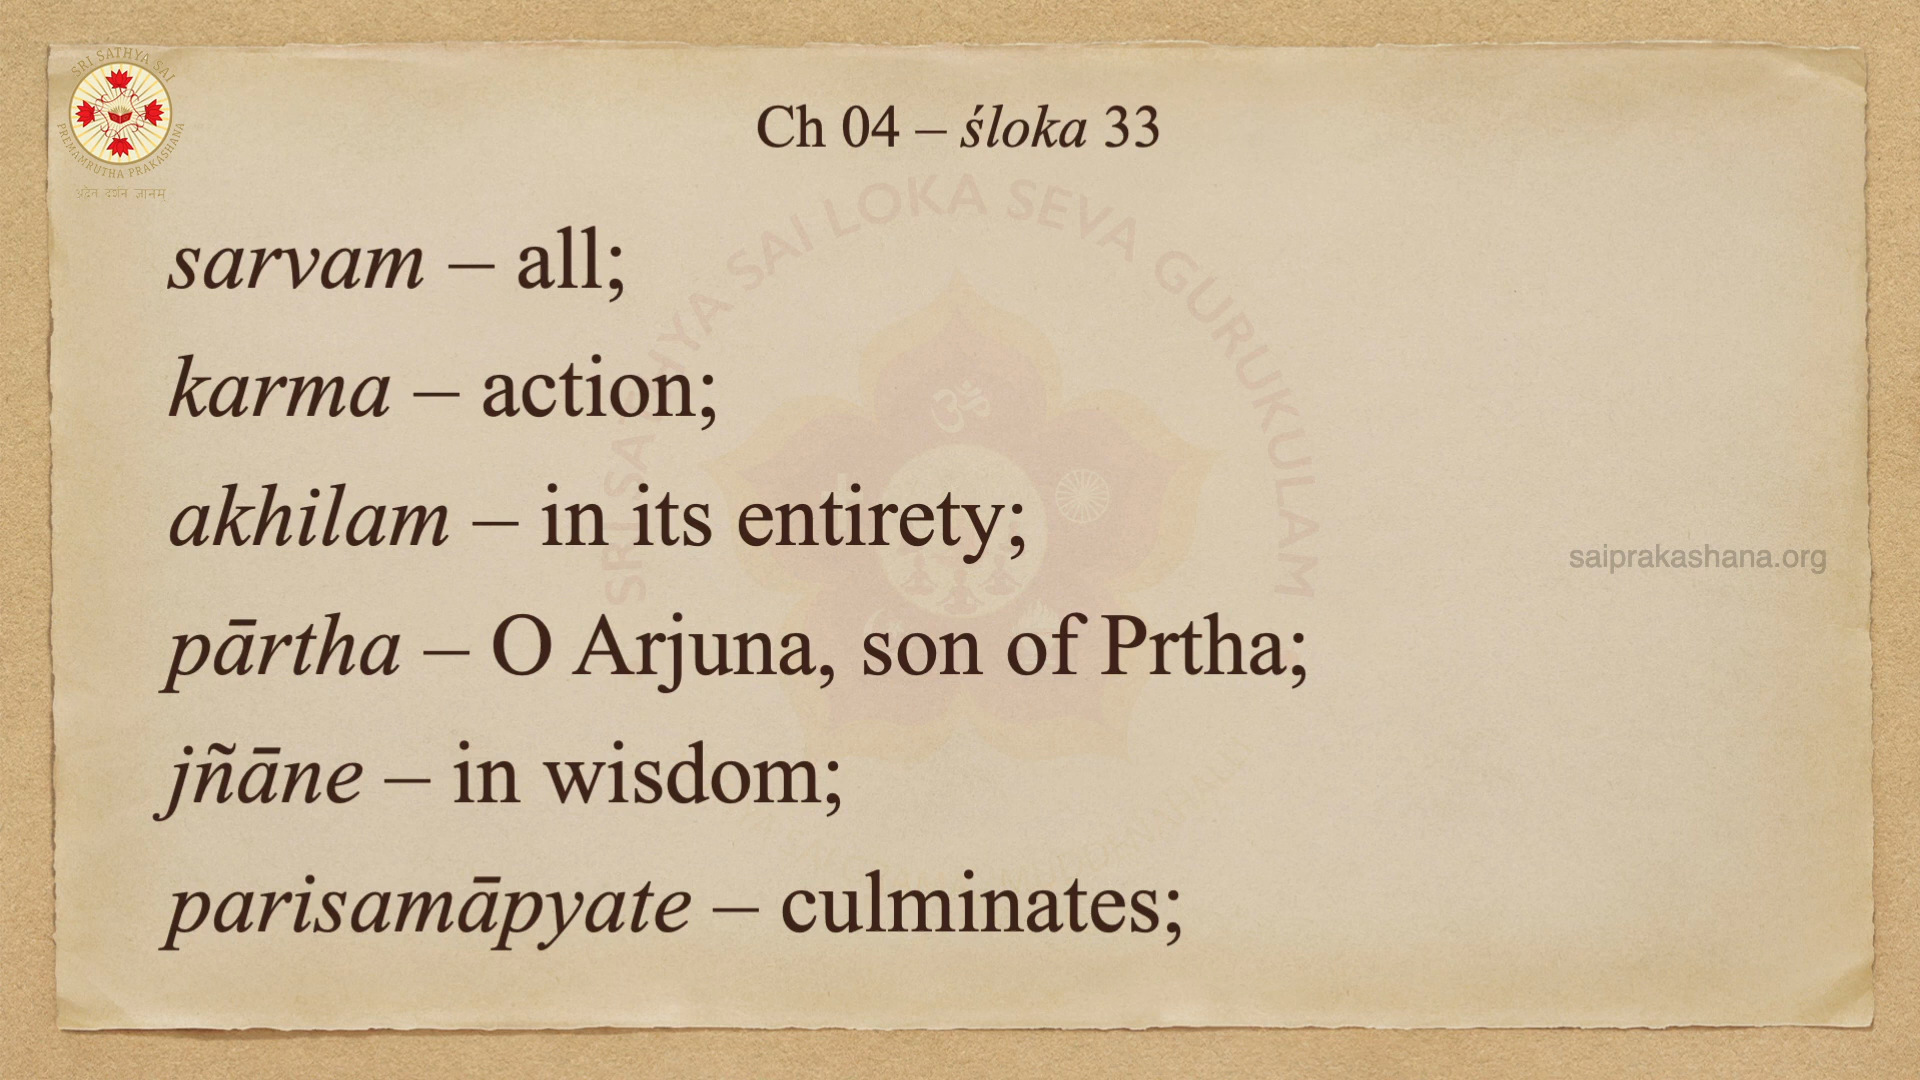 SRI SATHYA SAI
PREMAMRUTHA PRAKASHANA
Ch 04 – śloka 33
SRI SATHYA SAI LOKA SEVA GURUKULAM
sarvam – all;
karma – action;
akhilam – in its entirety;
saiprakashana.org
pārtha – O Arjuna, son of Prtha;
jñāne – in wisdom;
parisamāpyate – culminates;